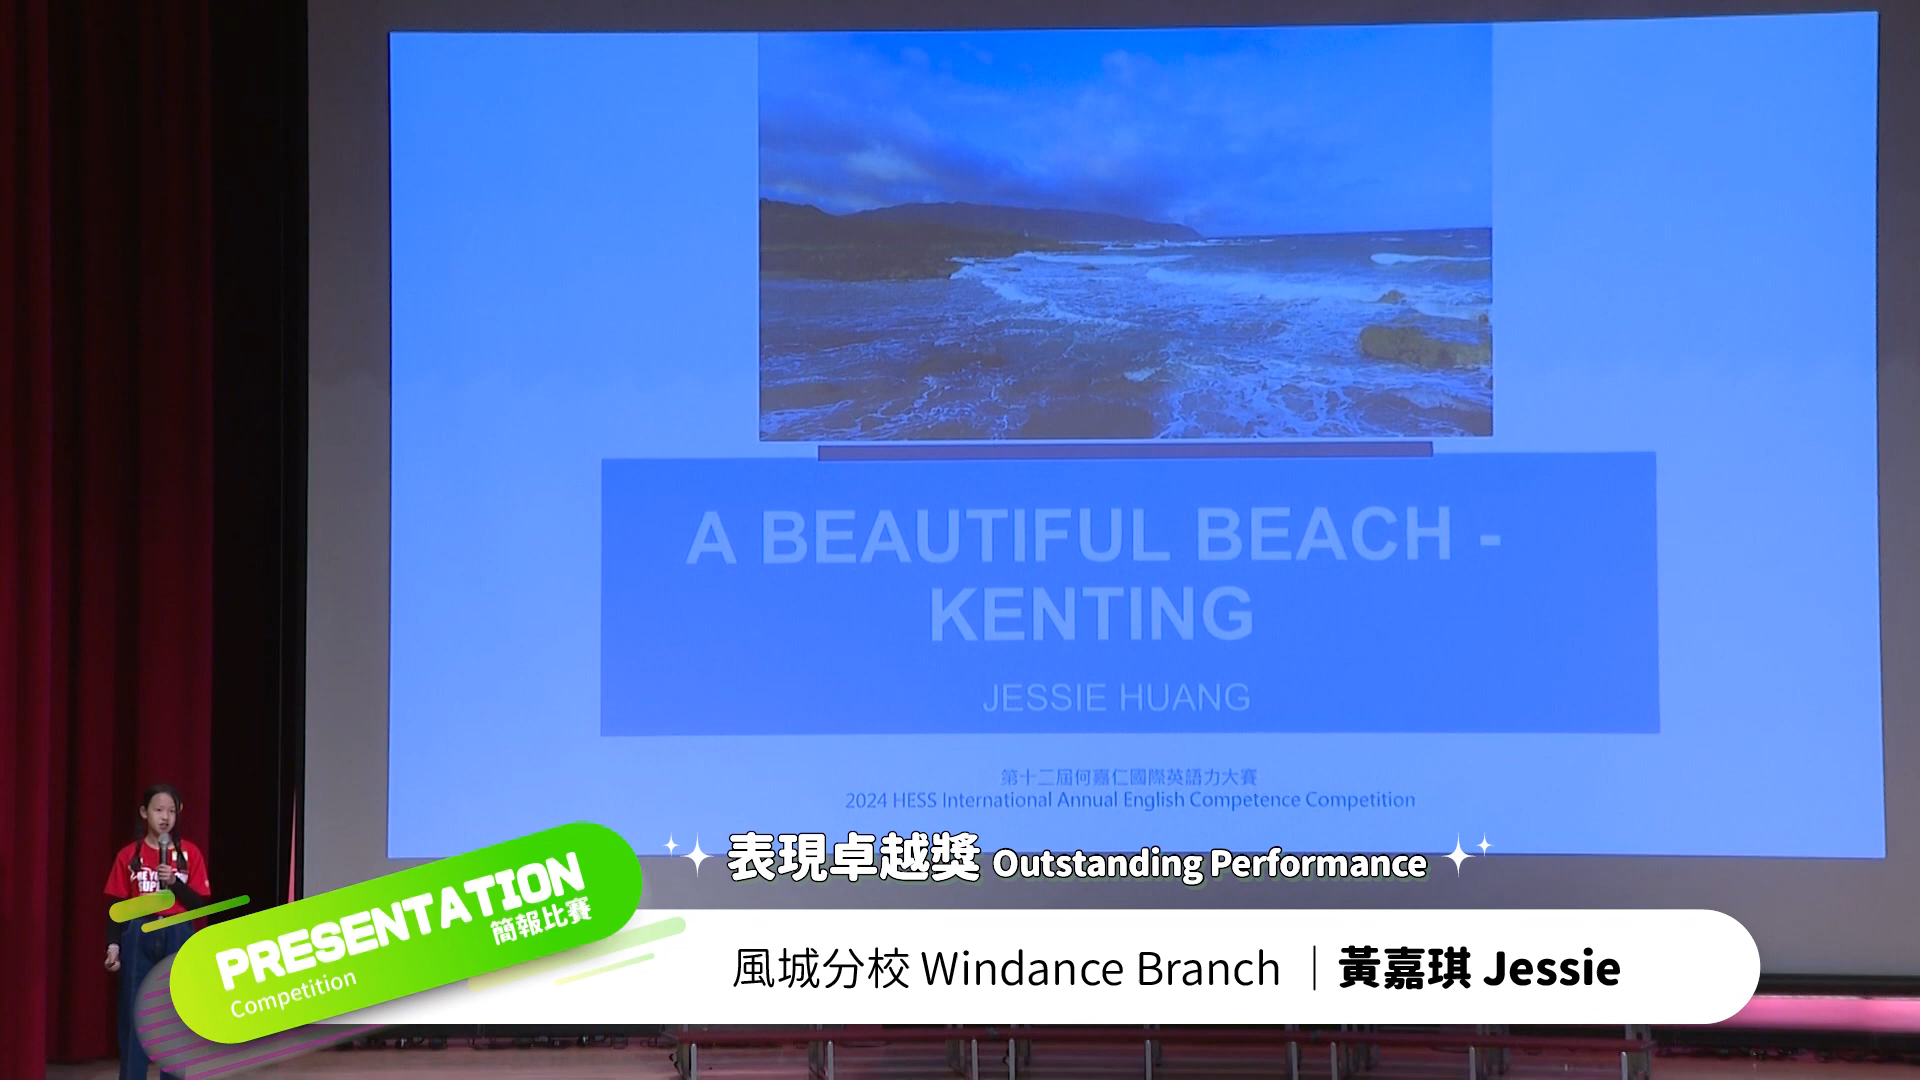 A BEAUTIFUL BEACH -
KENTING
JESSIE HUANG
第十二屆何嘉仁國際英語力大賽
2024 HESS International Annual English Competence Competition
表現卓越獎 Outstanding Performance
PRESENTATION
簡報比賽
Competition
風城分校 Windance Branch｜黃嘉琪 Jessie